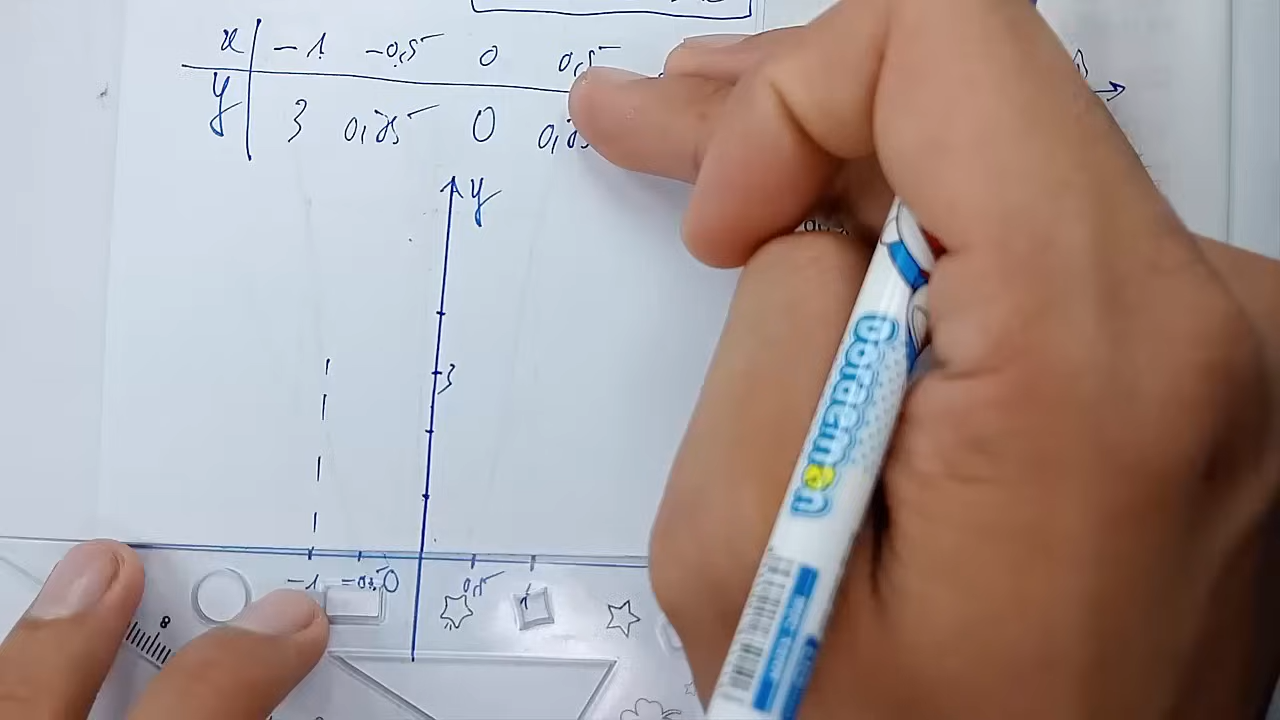 x -1 -0,5 0 0,5
y 3 0,75 0 0,75
y
3
-1 -0,5 0 0,5 1
8
Doraemon